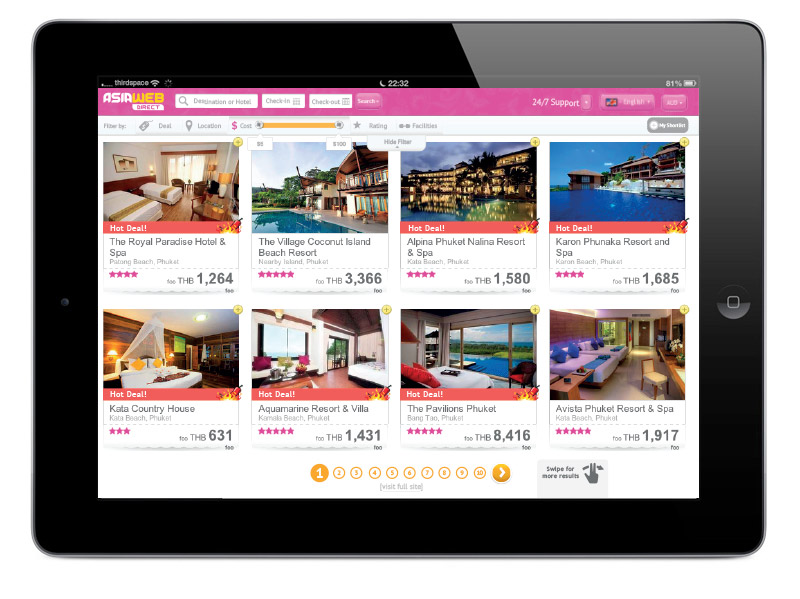 thirdspace
22:32
81%
ASIAWEB
DIRECT
Destination or Hotel
Check-in
Check-out
Search
24/7 Support
English
Filter by:
Deal
Location
$ Cost
Rating
Facilities
My Shortlist
$100
Hide Filter
Hot Deal!
The Royal Paradise Hotel &
Spa
Patong Beach, Phuket
foo THB 1,264
foo
Hot Deal!
The Village Coconut Island
Beach Resort
Nearby Island, Phuket
foo THB 3,366
foo
Hot Deal!
Alpina Phuket Nalina Resort
& Spa
Kata Beach, Phuket
foo THB 1,580
foo
Hot Deal!
Karon Phunaka Resort and
Spa
Karon Beach, Phuket
foo THB 1,685
foo
Hot Deal!
Kata Country House
Kata Beach, Phuket
foo THB 631
foo
Hot Deal!
Aquamarine Resort & Villa
Kamala Beach, Phuket
foo THB 1,431
foo
Hot Deal!
The Pavilions Phuket
Bang Tao, Phuket
foo THB 8,416
foo
Avista Phuket Resort & Spa
Kata Beach, Phuket
foo THB 1,917
foo
1 2 3 4 5 6 7 8 9 10
[visit full site]
Swipe for
more results